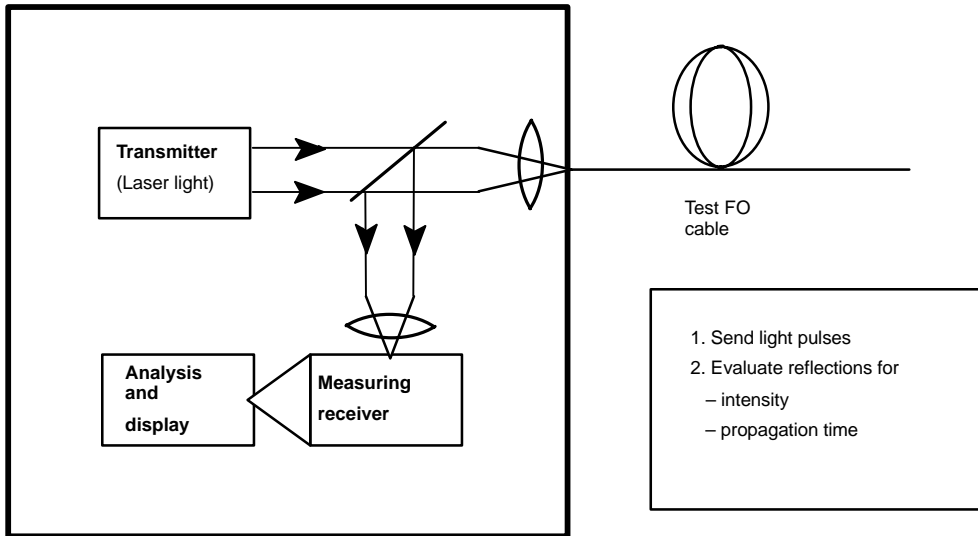 Transmitter
(Laser light)
Test FO
cable
Analysis
and
display
Measuring
receiver
1. Send light pulses
2. Evaluate reflections for
– intensity
– propagation time